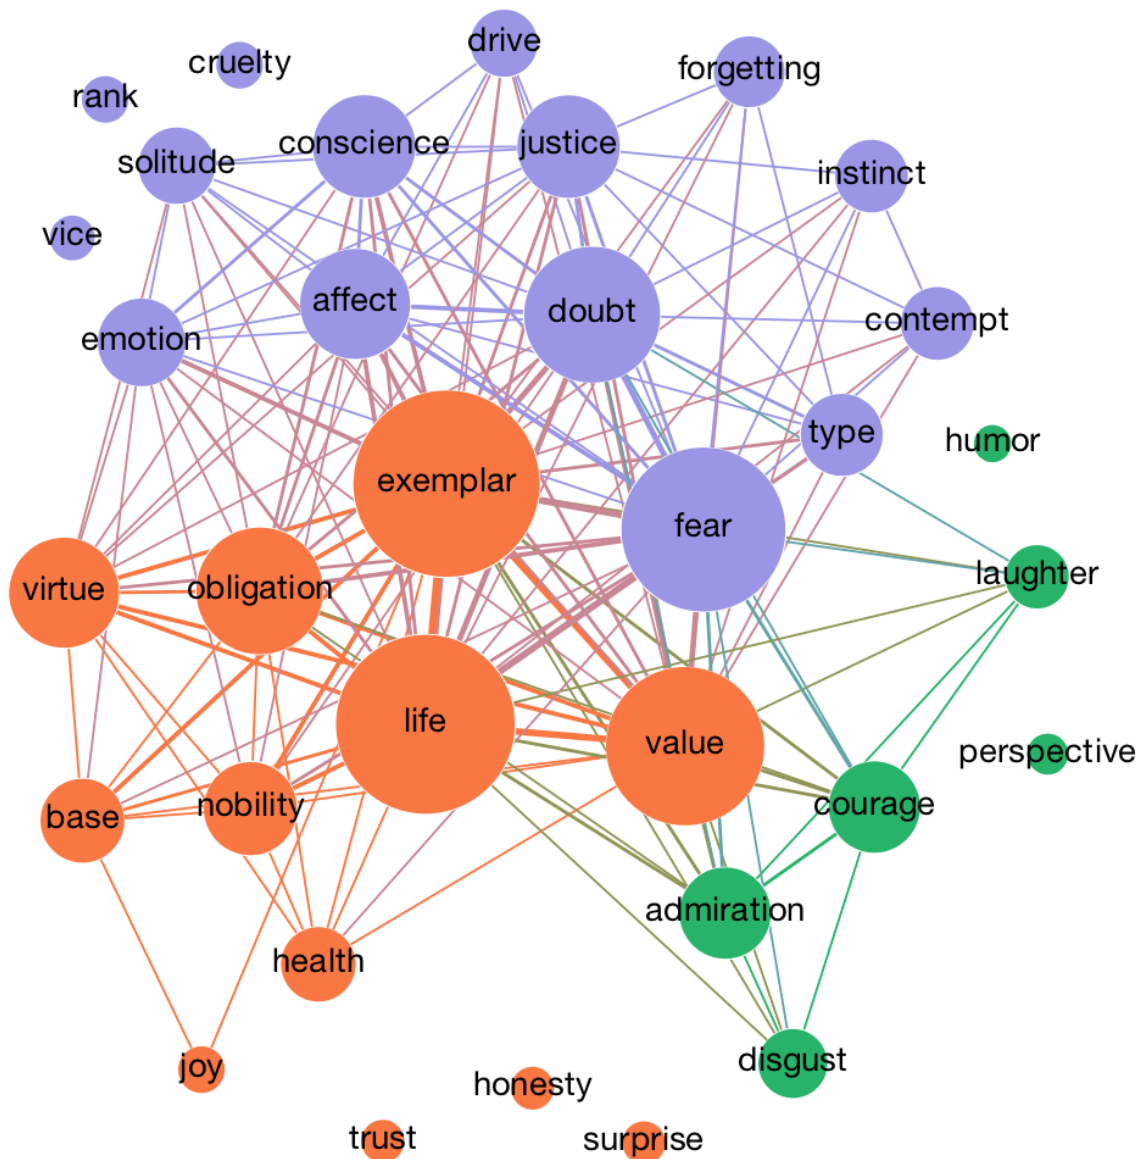 drive
cruelty
forgetting
rank
conscience
justice
solitude
instinct
vice
affect
doubt
contempt
emotion
type
humor
exemplar
fear
laughter
virtue
obligation
life
value
perspective
base
nobility
courage
admiration
health
joy
honesty
disgust
trust
surprise